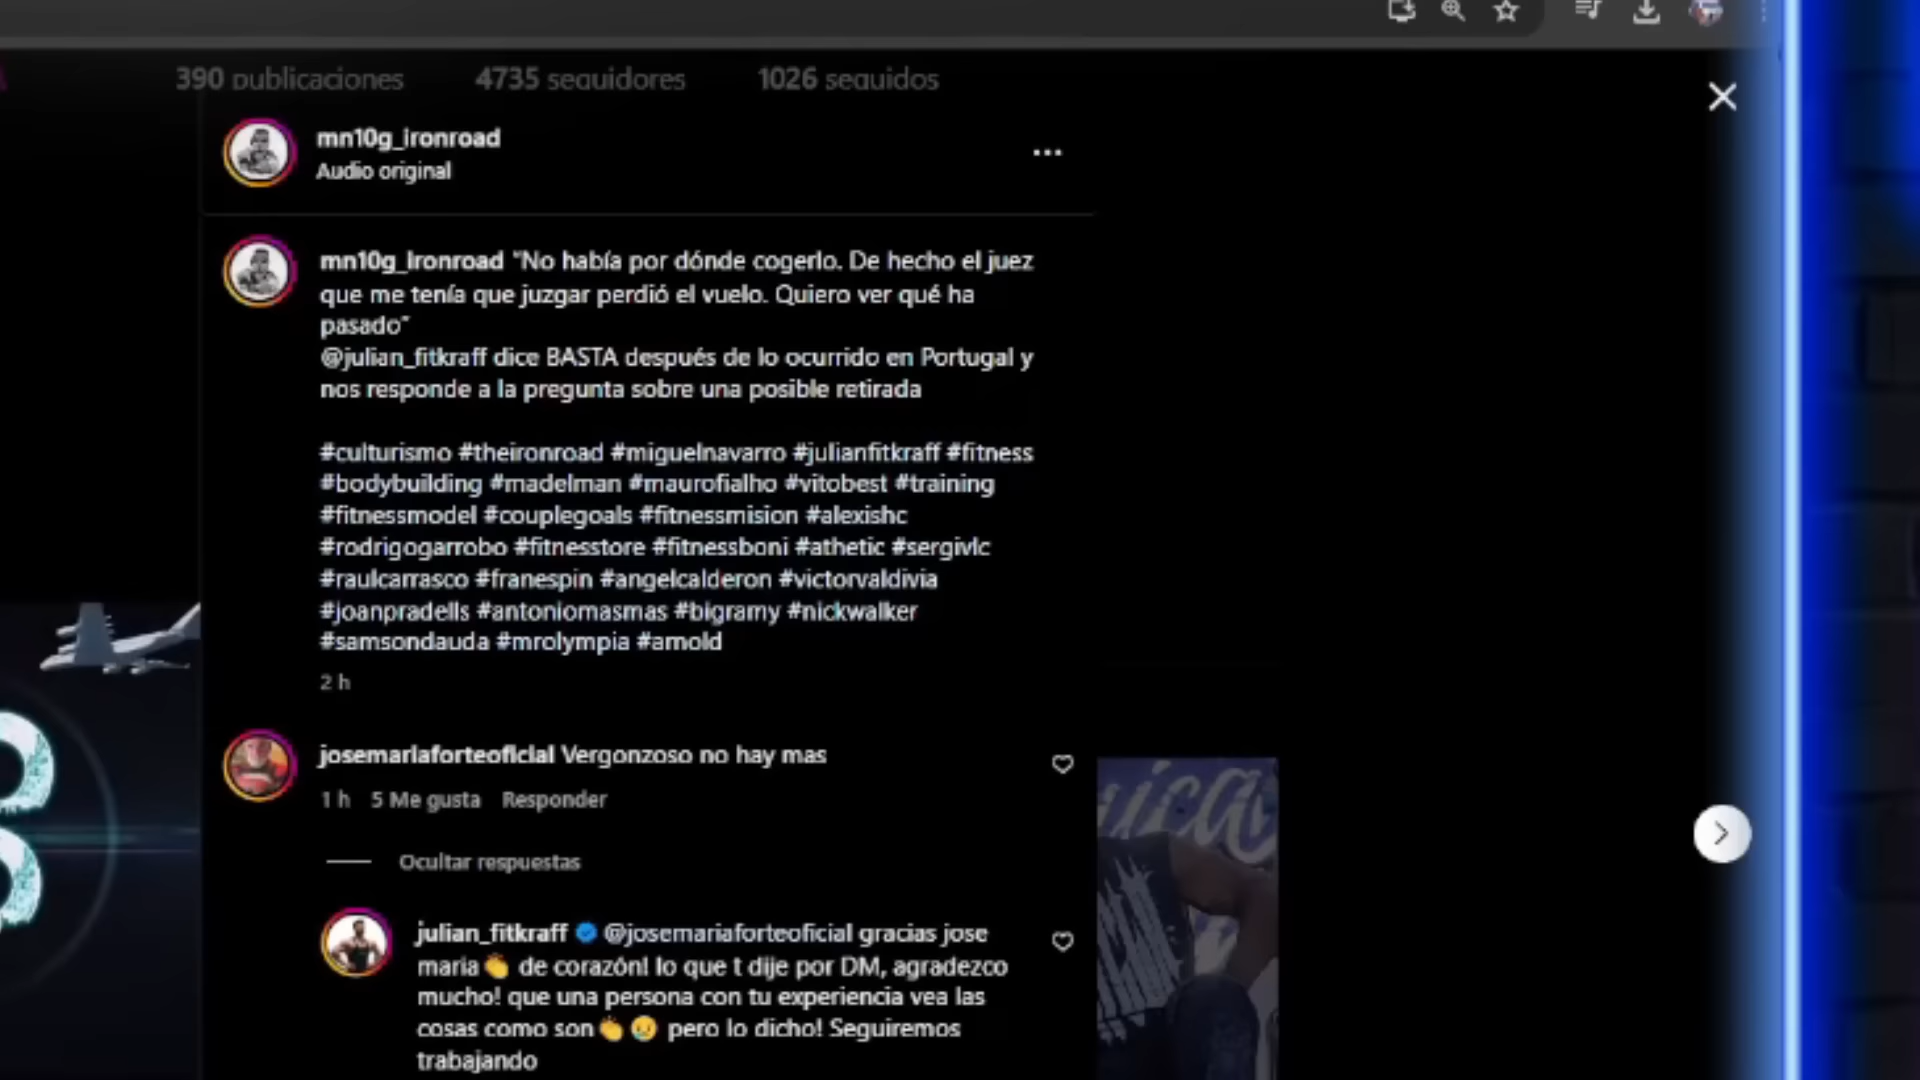 390 publicaciones 4735 seguidores 1026 seguidos
mn10g_ironroad
Audio original
mn10g_ironroad "No había por dónde cogerlo. De hecho el juez
que me tenía que juzgar perdió el vuelo. Quiero ver qué ha
pasado"
@julian_fitkraff dice BASTA después de lo ocurrido en Portugal y
nos responde a la pregunta sobre una posible retirada
#culturismo #theironroad #miguelnavarro #julianfitkraff #fitness
#bodybuilding #madelman #maurofialho #vitobest #training
#fitnessmodel #couplegoals #fitnessmision #alexishc
#rodrigogarrobo #fitnesstore #fitnessboni #athetic #sergivlc
#raulcarrasco #franespin #angelcalderon #victorvaldivia
#joanpradells #antoniomasmas #bigramy #nickwalker
#samsondauda #mrolympia #arnold
2 h
josemariaforteoficial Vergonzoso no hay mas
1 h 5 Me gusta Responder
Ocultar respuestas
julian_fitkraff @josemariaforteoficial gracias jose
maria👏 de corazón! lo que t dije por DM, agradezco
mucho! que una persona con tu experiencia vea las
cosas como son👏😥 pero lo dicho! Seguiremos
trabajando